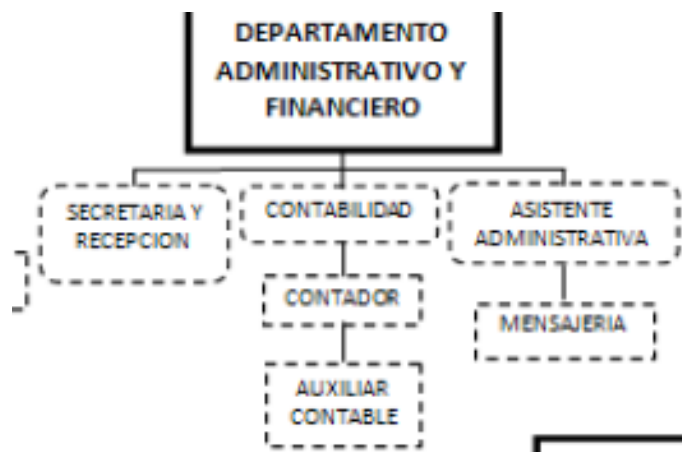 DEPARTAMENTO
ADMINISTRATIVO Y
FINANCIERO
SECRETARIA Y
RECEPCION
CONTABILIDAD
ASISTENTE
ADMINISTRATIVA
CONTADOR
MENSAJERIA
AUXILIAR
CONTABLE